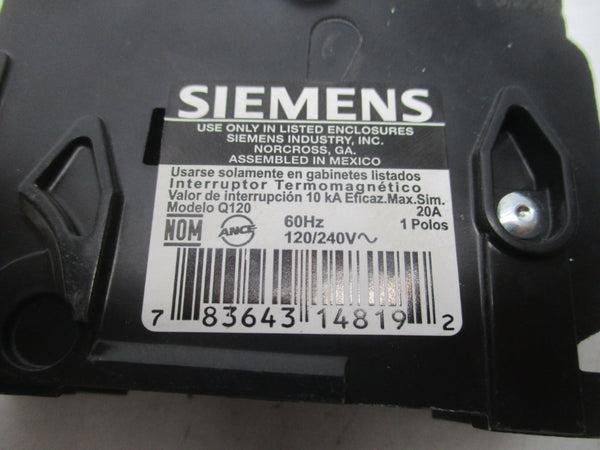 SIEMENS
USE ONLY IN LISTED ENCLOSURES
SIEMENS INDUSTRY, INC.
NORCROSS, GA.
ASSEMBLED IN MEXICO
Usarse solamente en gabinetes listados
Interruptor Termomagnético
Valor de interrupción 10 kA Eficaz.Max.Sim.
Modelo Q120 20A
NOM ANCE 60Hz 1 Polos
120/240V~
7 83643 14819 2